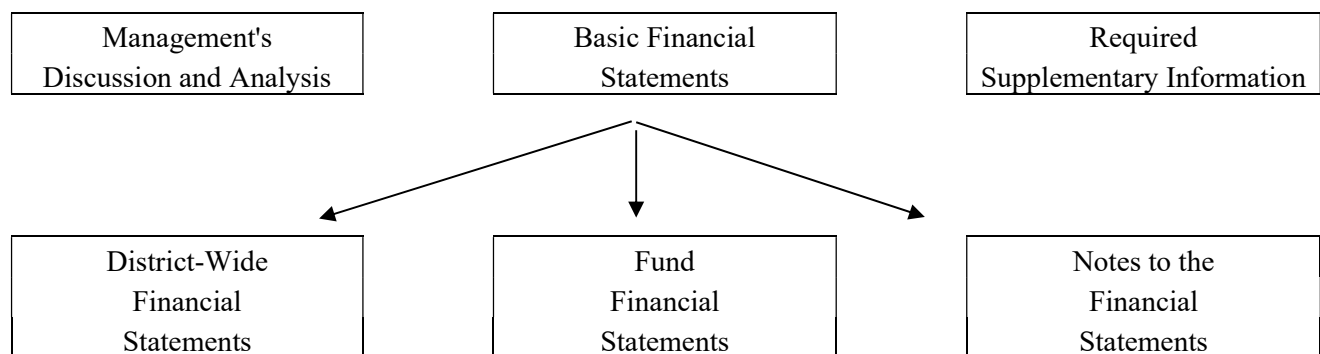 Management's
Discussion and Analysis
Basic Financial
Statements
Required
Supplementary Information
District-Wide
Financial
Statements
Fund
Financial
Statements
Notes to the
Financial
Statements